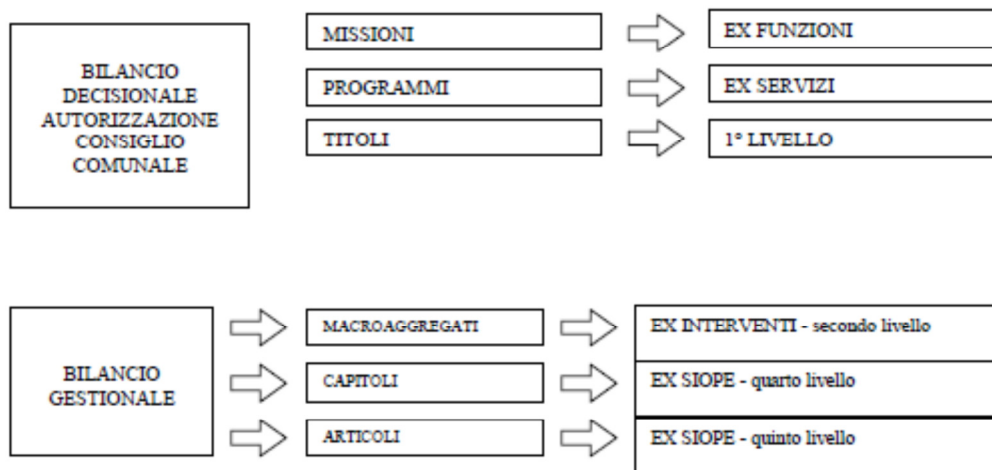 BILANCIO
DECISIONALE
AUTORIZZAZIONE
CONSIGLIO
COMUNALE
MISSIONI
EX FUNZIONI
PROGRAMMI
EX SERVIZI
TITOLI
1° LIVELLO
BILANCIO
GESTIONALE
MACROAGGREGATI
EX INTERVENTI - secondo livello
CAPITOLI
EX SIOPE - quarto livello
ARTICOLI
EX SIOPE - quinto livello